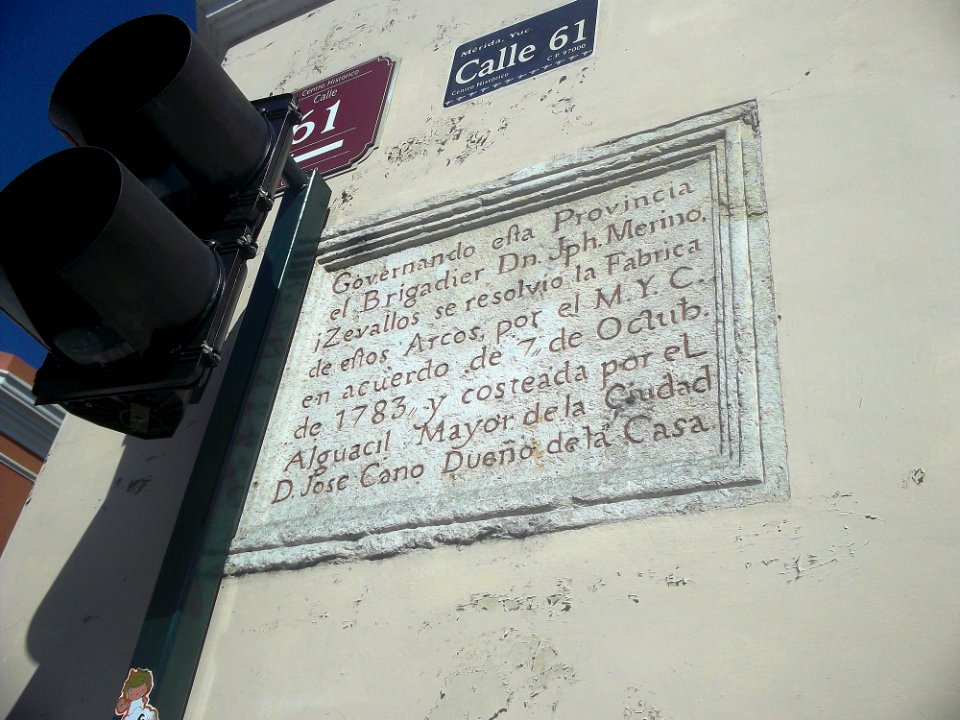 Mérida, Yuc.
Calle 61
Centro Histórico C.P. 97000
Centro Histórico
Calle
61
Governando eſta Provincia
el Brigadier Dn. Jph. Merino,
iZevallos se resolvio la Fabrica
de eſtos Arcos, por el M. Y. C.
en acuerdo de 7,, de Octub.
de 1783,, y costeada por eL
Alguacil Mayor de la Ciudad
D. Jose Cano Dueño de la Casa